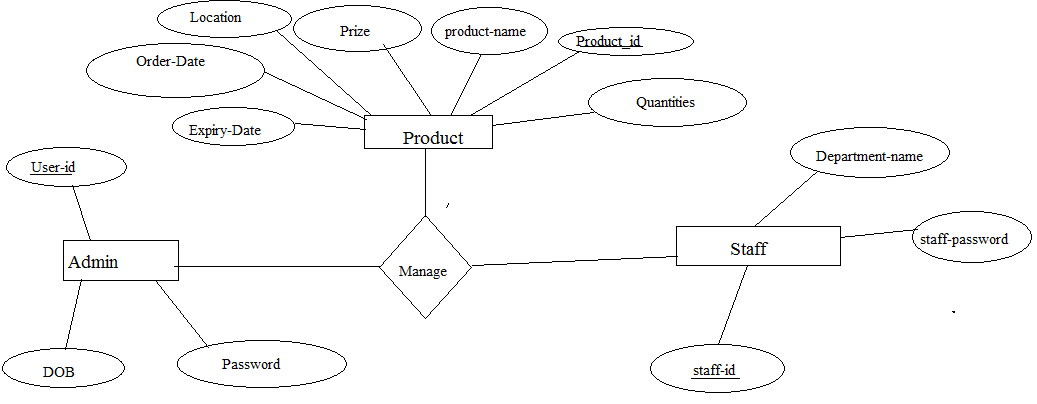 Location
Prize
product-name
Product_id
Order-Date
Quantities
Expiry-Date
Product
User-id
Department-name
Admin
Manage
Staff
staff-password
DOB
Password
staff-id